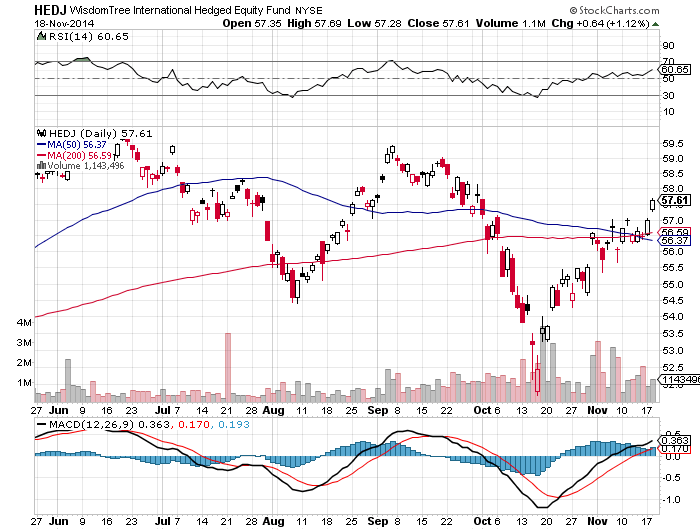 HEDJ WisdomTree International Hedged Equity Fund NYSE © StockCharts.com
18-Nov-2014 Open 57.35 High 57.69 Low 57.28 Close 57.61 Volume 1.1M Chg +0.64 (+1.12%)
RSI(14) 60.65
90
70
60.65
50
30
10
HEDJ (Daily) 57.61
MA(50) 56.37
MA(200) 56.59
Volume 1,143,496
59.5
59.0
58.5
58.0
57.61
57.0
56.59
56.37
56.0
55.5
55.0
54.5
54.0
53.5
53.0
52.5
52.0
4M
3M
2M
1M
1143496
27 Jun 9 16 23 Jul 7 14 21 28 Aug 11 18 25 Sep 8 15 22 Oct 6 13 20 27 Nov 10 17
MACD(12,26,9) 0.363, 0.170, 0.193
0.363
0.170
0.0
-0.5
-1.0
27 Jun 9 16 23 Jul 7 14 21 28 Aug 11 18 25 Sep 8 15 22 Oct 6 13 20 27 Nov 10 17